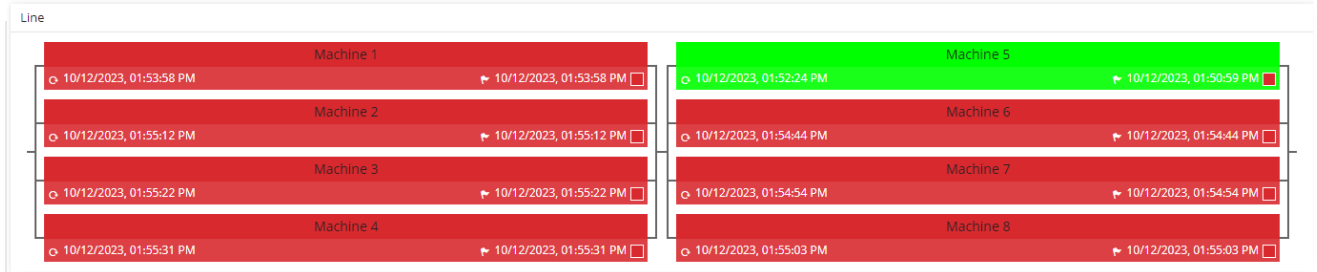 Line
Machine 1
10/12/2023, 01:53:58 PM 10/12/2023, 01:53:58 PM
Machine 2
10/12/2023, 01:55:12 PM 10/12/2023, 01:55:12 PM
Machine 3
10/12/2023, 01:55:22 PM 10/12/2023, 01:55:22 PM
Machine 4
10/12/2023, 01:55:31 PM 10/12/2023, 01:55:31 PM
Machine 5
10/12/2023, 01:52:24 PM 10/12/2023, 01:50:59 PM
Machine 6
10/12/2023, 01:54:44 PM 10/12/2023, 01:54:44 PM
Machine 7
10/12/2023, 01:54:54 PM 10/12/2023, 01:54:54 PM
Machine 8
10/12/2023, 01:55:03 PM 10/12/2023, 01:55:03 PM